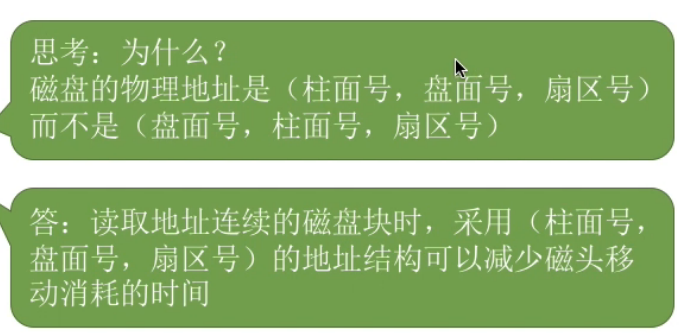 思考：为什么？
磁盘的物理地址是（柱面号，盘面号，扇区号）
而不是（盘面号，柱面号，扇区号）
答：读取地址连续的磁盘块时，采用（柱面号，
盘面号，扇区号）的地址结构可以减少磁头移
动消耗的时间